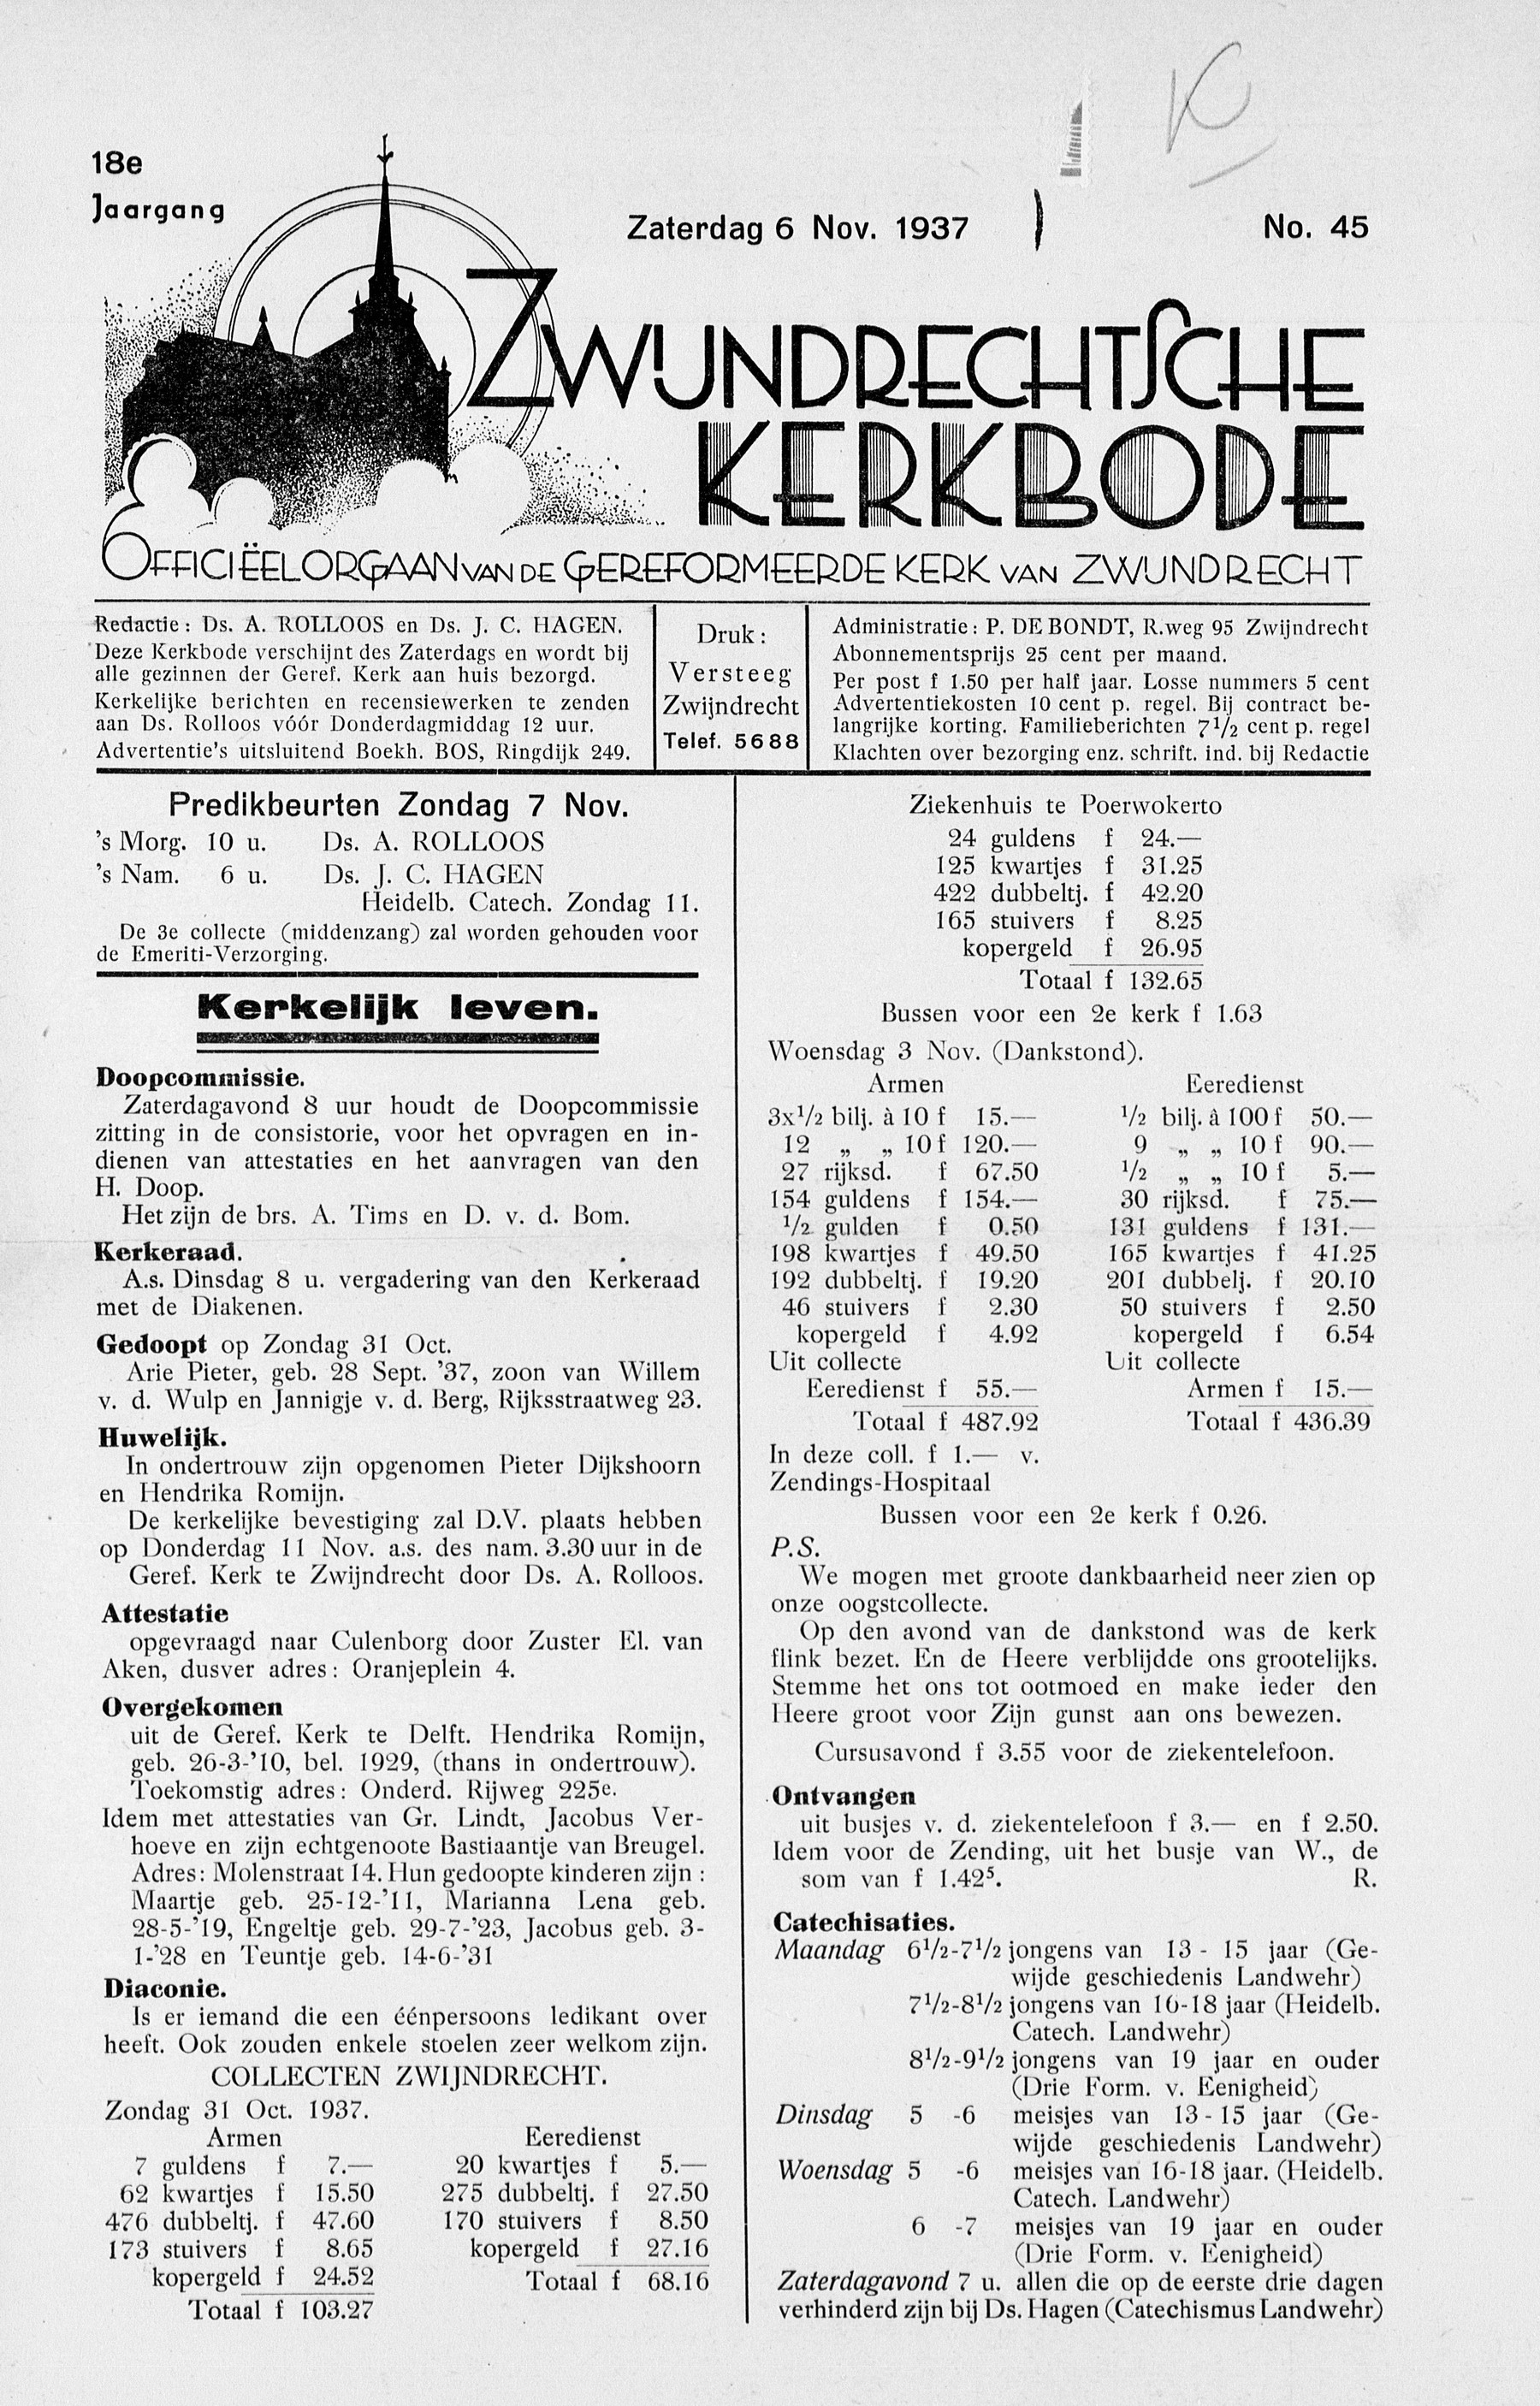 18e
Jaargang
Zaterdag 6 Nov. 1937
No. 45
ZWIJNDRECHTSCHE
KERKBODE
OFFICIËEL ORGAAN VAN DE GEREFORMEERDE KERK VAN ZWIJNDRECHT
Redactie: Ds. A. ROLLOOS en Ds. J. C. HAGEN.
Deze Kerkbode verschijnt des Zaterdags en wordt bij
alle gezinnen der Geref. Kerk aan huis bezorgd.
Kerkelijke berichten en recensiewerken te zenden
aan Ds. Rolloos vóór Donderdagmiddag 12 uur.
Advertentie's uitsluitend Boekh. BOS, Ringdijk 249.
Druk:
Versteeg
Zwijndrecht
Telef. 5688
Administratie: P. DE BONDT, R.weg 95 Zwijndrecht
Abonnementsprijs 25 cent per maand.
Per post f 1.50 per half jaar. Losse nummers 5 cent
Advertentiekosten 10 cent p. regel. Bij contract be-
langrijke korting. Familieberichten 7½ cent p. regel
Klachten over bezorging enz. schrift. ind. bij Redactie
Predikbeurten Zondag 7 Nov.
's Morg. 10 u. Ds. A. ROLLOOS
's Nam. 6 u. Ds. J. C. HAGEN
Heidelb. Catech. Zondag 11.
De 3e collecte (middenzang) zal worden gehouden voor
de Emeriti-Verzorging.
Kerkelijk leven.
Doopcommissie.
Zaterdagavond 8 uur houdt de Doopcommissie
zitting in de consistorie, voor het opvragen en in-
dienen van attestaties en het aanvragen van den
H. Doop.
Het zijn de brs. A. Tims en D. v. d. Bom.
Kerkeraad.
A.s. Dinsdag 8 u. vergadering van den Kerkeraad
met de Diakenen.
Gedoopt op Zondag 31 Oct.
Arie Pieter, geb. 28 Sept. '37, zoon van Willem
v. d. Wulp en Jannigje v. d. Berg, Rijksstraatweg 23.
Huwelijk.
In ondertrouw zijn opgenomen Pieter Dijkshoorn
en Hendrika Romijn.
De kerkelijke bevestiging zal D.V. plaats hebben
op Donderdag 11 Nov. a.s. des nam. 3.30 uur in de
Geref. Kerk te Zwijndrecht door Ds. A. Rolloos.
Attestatie
opgevraagd naar Culenborg door Zuster El. van
Aken, dusver adres: Oranjeplein 4.
Overgekomen
uit de Geref. Kerk te Delft. Hendrika Romijn,
geb. 26-3-'10, bel. 1929, (thans in ondertrouw).
Toekomstig adres: Onderd. Rijweg 225e.
Idem met attestaties van Gr. Lindt, Jacobus Ver-
hoeve en zijn echtgenoote Bastiaantje van Breugel.
Adres: Molenstraat 14. Hun gedoopte kinderen zijn:
Maartje geb. 25-12-'11, Marianna Lena geb.
28-5-'19, Engeltje geb. 29-7-'23, Jacobus geb. 3-
1-'28 en Teuntje geb. 14-6-'31
Diaconie.
Is er iemand die een éénpersoons ledikant over
heeft. Ook zouden enkele stoelen zeer welkom zijn.
COLLECTEN ZWIJNDRECHT.
Zondag 31 Oct. 1937.
Armen Eeredienst
7 guldens f 7.— 20 kwartjes f 5.—
62 kwartjes f 15.50 275 dubbeltj. f 27.50
476 dubbeltj. f 47.60 170 stuivers f 8.50
173 stuivers f 8.65 kopergeld f 27.16
kopergeld f 24.52 Totaal f 68.16
Totaal f 103.27
Ziekenhuis te Poerwokerto
24 guldens f 24.—
125 kwartjes f 31.25
422 dubbeltj. f 42.20
165 stuivers f 8.25
kopergeld f 26.95
Totaal f 132.65
Bussen voor een 2e kerk f 1.63
Woensdag 3 Nov. (Dankstond).
Armen Eeredienst
3x½ bilj. à 10 f 15.— ½ bilj. à 100 f 50.—
12 „ „ 10 f 120.— 9 „ „ 10 f 90.—
27 rijksd. f 67.50 ½ „ „ 10 f 5.—
154 guldens f 154.— 30 rijksd. f 75.—
½ gulden f 0.50 131 guldens f 131.—
198 kwartjes f 49.50 165 kwartjes f 41.25
192 dubbeltj. f 19.20 201 dubbelj. f 20.10
46 stuivers f 2.30 50 stuivers f 2.50
kopergeld f 4.92 kopergeld f 6.54
Uit collecte Uit collecte
Eeredienst f 55.— Armen f 15.—
Totaal f 487.92 Totaal f 436.39
In deze coll. f 1.— v.
Zendings-Hospitaal
Bussen voor een 2e kerk f 0.26.
P.S.
We mogen met groote dankbaarheid neer zien op
onze oogstcollecte.
Op den avond van de dankstond was de kerk
flink bezet. En de Heere verblijdde ons grootelijks.
Stemme het ons tot ootmoed en make ieder den
Heere groot voor Zijn gunst aan ons bewezen.
Cursusavond f 3.55 voor de ziekentelefoon.
Ontvangen
uit busjes v. d. ziekentelefoon f 3.— en f 2.50.
Idem voor de Zending, uit het busje van W., de
som van f 1.42⁵. R.
Catechisaties.
Maandag 6½-7½ jongens van 13 - 15 jaar (Ge-
wijde geschiedenis Landwehr)
7½-8½ jongens van 16-18 jaar (Heidelb.
Catech. Landwehr)
8½-9½ jongens van 19 jaar en ouder
(Drie Form. v. Eenigheid)
Dinsdag 5 -6 meisjes van 13 - 15 jaar (Ge-
wijde geschiedenis Landwehr)
Woensdag 5 -6 meisjes van 16-18 jaar. (Heidelb.
Catech. Landwehr)
6 -7 meisjes van 19 jaar en ouder
(Drie Form. v. Eenigheid)
Zaterdagavond 7 u. allen die op de eerste drie dagen
verhinderd zijn bij Ds. Hagen (Catechismus Landwehr)